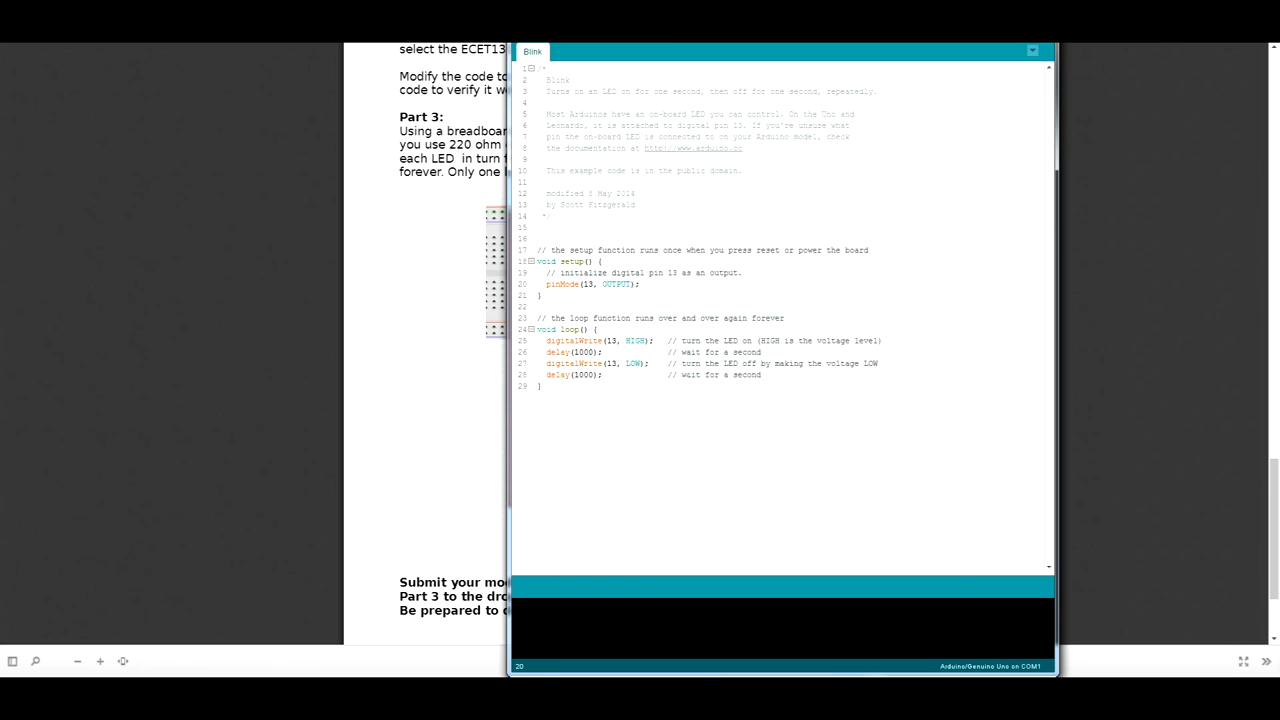 select the ECET13
Modify the code to
code to verify it w
Part 3:
Using a breadboar
you use 220 ohm
each LED in turn
forever. Only one
Submit your mo
Part 3 to the dr
Be prepared to
Blink
1 /*
2 Blink
3 Turns on an LED on for one second, then off for one second, repeatedly.
4
5 Most Arduinos have an on-board LED you can control. On the Uno and
6 Leonardo, it is attached to digital pin 13. If you're unsure what
7 pin the on-board LED is connected to on your Arduino model, check
8 the documentation at http://www.arduino.cc
9
10 This example code is in the public domain.
11
12 modified 8 May 2014
13 by Scott Fitzgerald
14 */
15
16
17 // the setup function runs once when you press reset or power the board
18 void setup() {
19 // initialize digital pin 13 as an output.
20 pinMode(13, OUTPUT);
21 }
22
23 // the loop function runs over and over again forever
24 void loop() {
25 digitalWrite(13, HIGH); // turn the LED on (HIGH is the voltage level)
26 delay(1000); // wait for a second
27 digitalWrite(13, LOW); // turn the LED off by making the voltage LOW
28 delay(1000); // wait for a second
29 }
20
Arduino/Genuino Uno on COM1